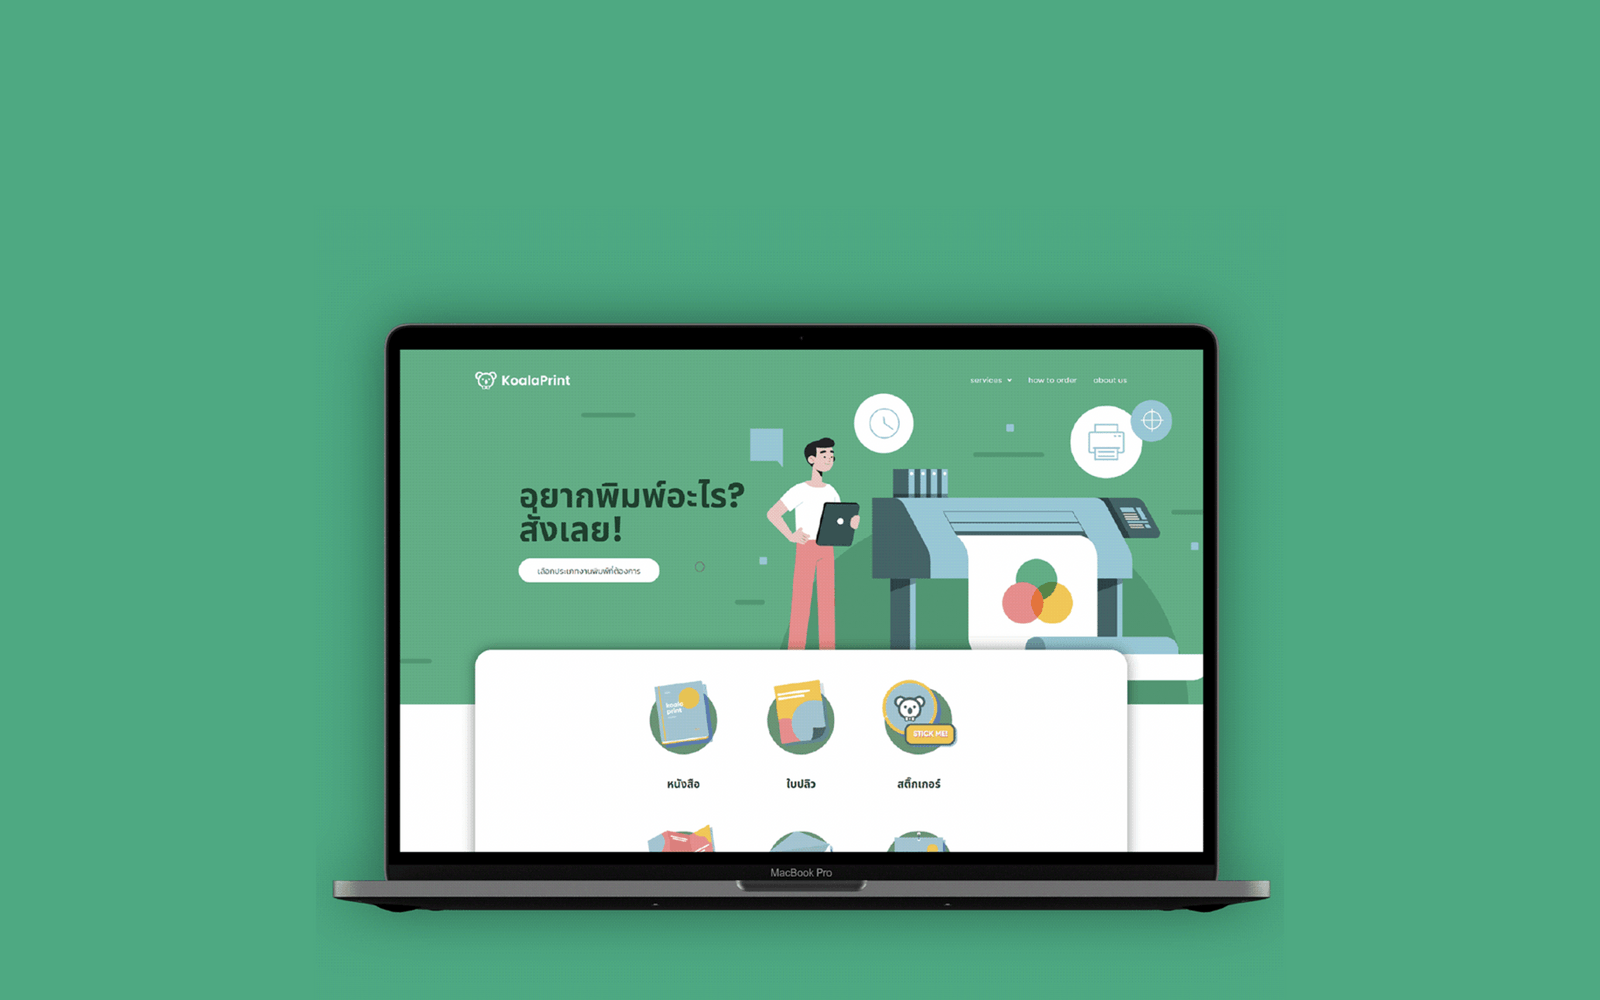 KoalaPrint
services
how to order
about us
อยากพิมพ์อะไร?
สั่งเลย!
เลือกประเภทงานพิมพ์ที่ต้องการ
koala
print
STICK ME!
หนังสือ
ใบปลิว
สติ๊กเกอร์
MacBook Pro